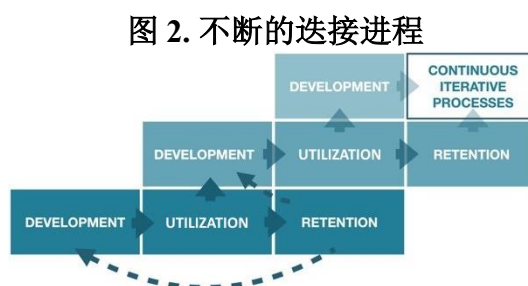 图 2. 不断的迭接进程
DEVELOPMENT
CONTINUOUS
ITERATIVE
PROCESSES
DEVELOPMENT
UTILIZATION
RETENTION
DEVELOPMENT
UTILIZATION
RETENTION